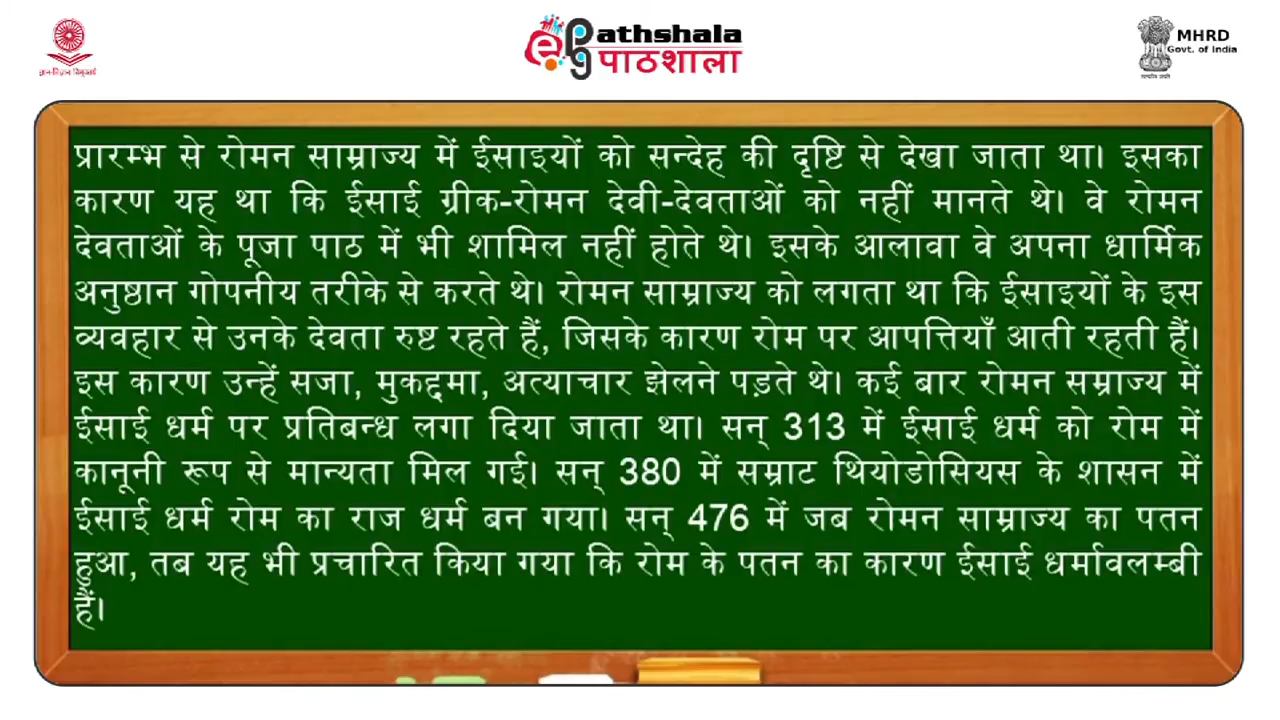 ज्ञान-विज्ञान विमुक्तये
ePathshala
पाठशाला
MHRD
Govt. of India
सत्यमेव जयते
प्रारम्भ से रोमन साम्राज्य में ईसाइयों को सन्देह की दृष्टि से देखा जाता था। इसका
कारण यह था कि ईसाई ग्रीक-रोमन देवी-देवताओं को नहीं मानते थे। वे रोमन
देवताओं के पूजा पाठ में भी शामिल नहीं होते थे। इसके आलावा वे अपना धार्मिक
अनुष्ठान गोपनीय तरीके से करते थे। रोमन साम्राज्य को लगता था कि ईसाइयों के इस
व्यवहार से उनके देवता रुष्ट रहते हैं, जिसके कारण रोम पर आपत्तियाँ आती रहती हैं।
इस कारण उन्हें सजा, मुकद्दमा, अत्याचार झेलने पड़ते थे। कई बार रोमन सम्राज्य में
ईसाई धर्म पर प्रतिबन्ध लगा दिया जाता था। सन् 313 में ईसाई धर्म को रोम में
कानूनी रूप से मान्यता मिल गई। सन् 380 में सम्राट थियोडोसियस के शासन में
ईसाई धर्म रोम का राज धर्म बन गया। सन् 476 में जब रोमन साम्राज्य का पतन
हुआ, तब यह भी प्रचारित किया गया कि रोम के पतन का कारण ईसाई धर्मावलम्बी
हैं।